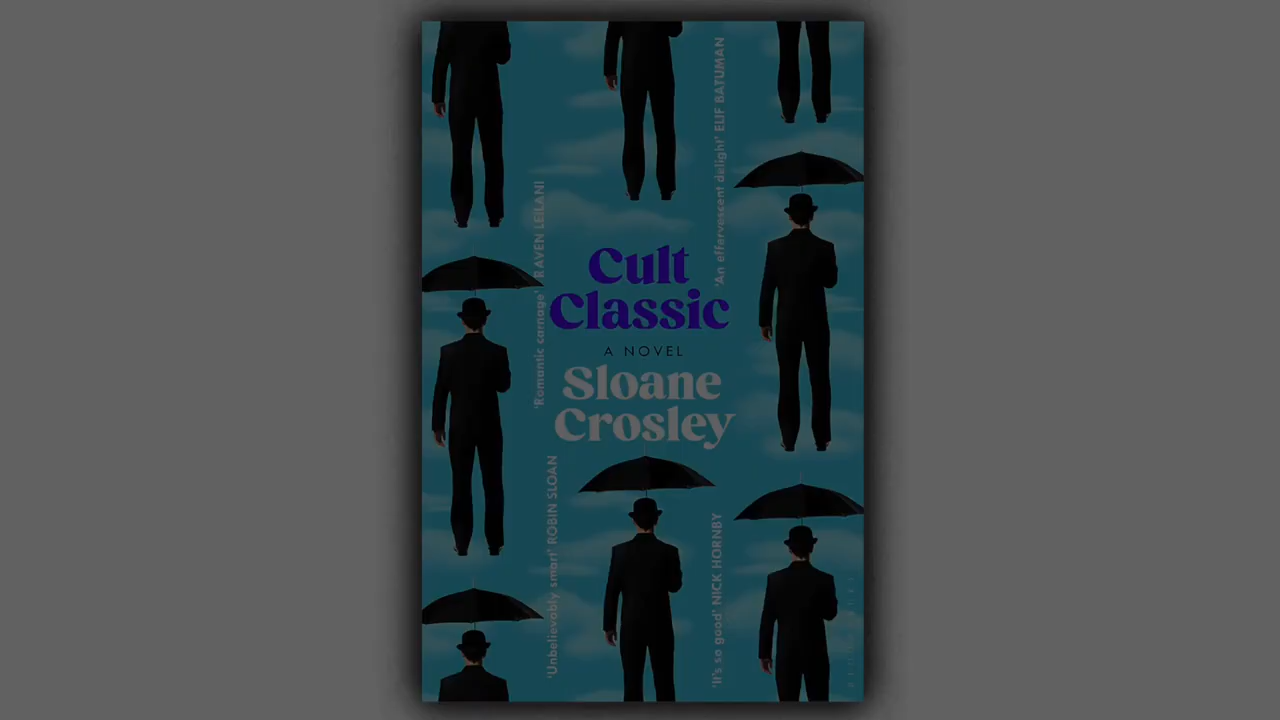 Cult
Classic
A NOVEL
Sloane
Crosley
'Romantic carnage' RAVEN LEILANI
'An effervescent delight' ELIF BATUMAN
'Unbelievably smart' ROBIN SLOAN
'It's so good' NICK HORNBY